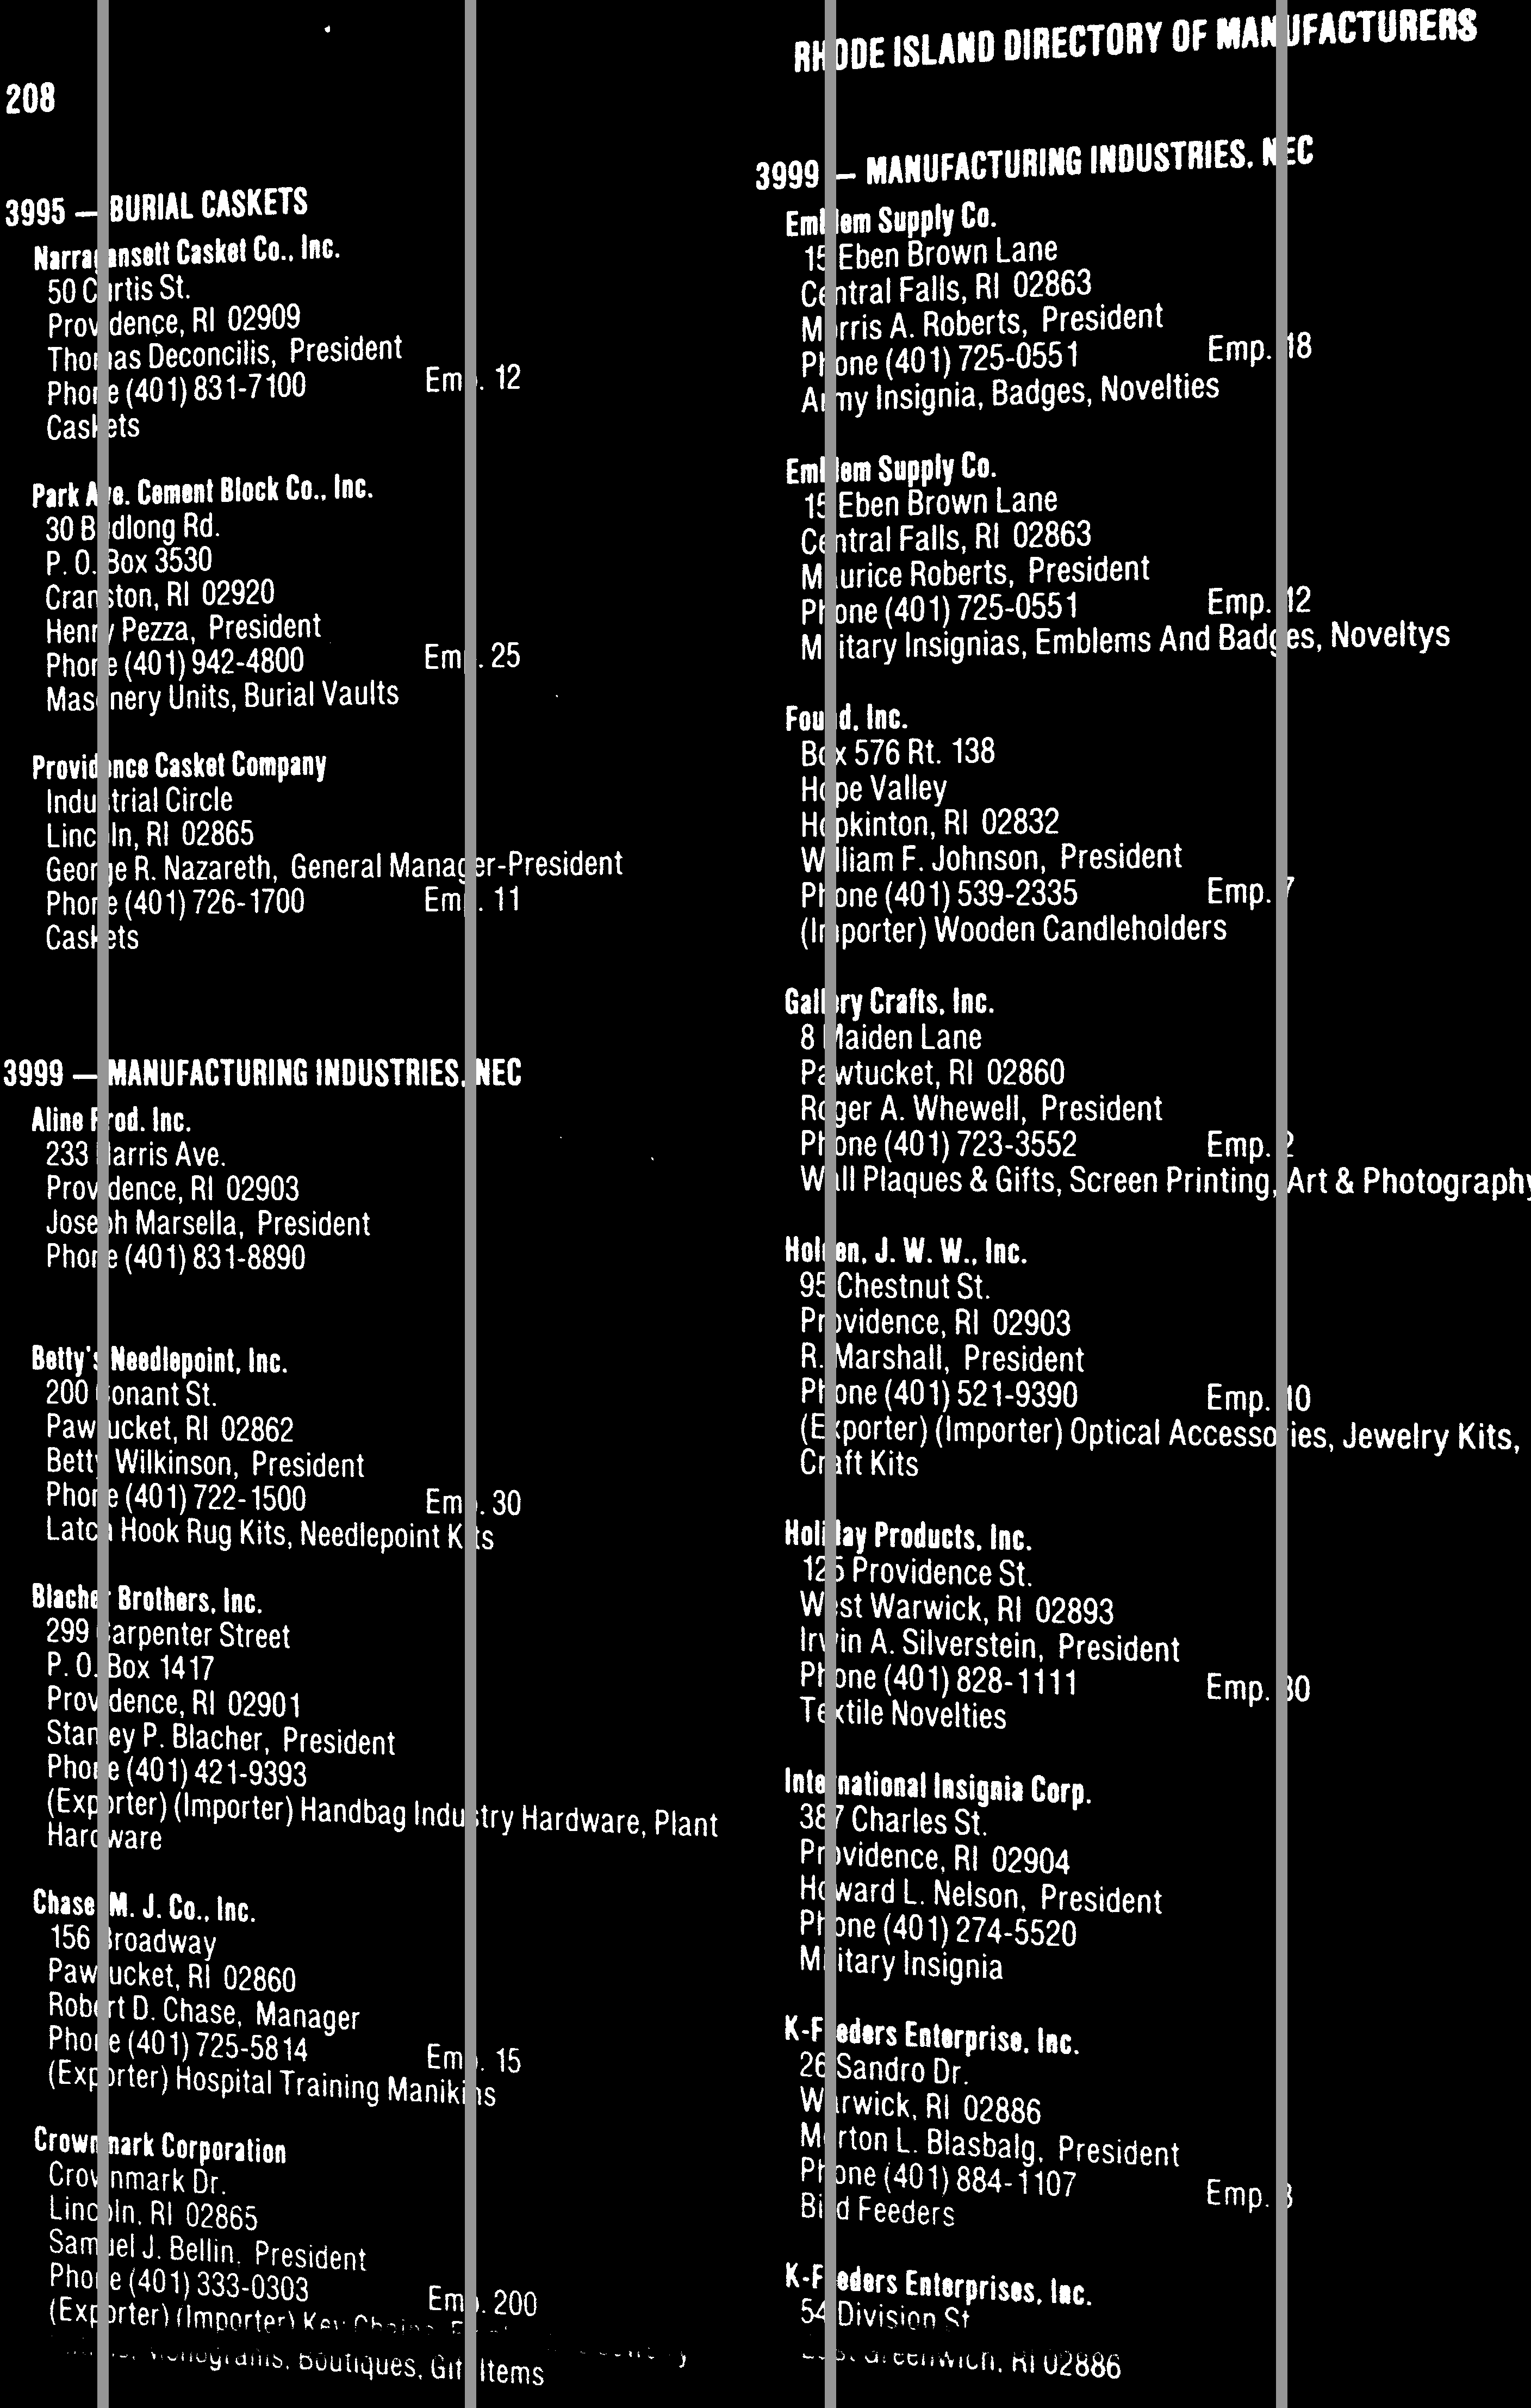 208
RHODE ISLAND DIRECTORY OF MANUFACTURERS
3995 — BURIAL CASKETS
Narragansett Casket Co., Inc.
50 Curtis St.
Providence, RI 02909
Thomas Deconcilis, President
Phone (401) 831-7100 Emp. 12
Caskets
Park Ave. Cement Block Co., Inc.
30 Budlong Rd.
P. O. Box 3530
Cranston, RI 02920
Henry Pezza, President
Phone (401) 942-4800 Emp. 25
Masonery Units, Burial Vaults
Providence Casket Company
Industrial Circle
Lincoln, RI 02865
George R. Nazareth, General Manager-President
Phone (401) 726-1700 Emp. 11
Caskets
3999 — MANUFACTURING INDUSTRIES, NEC
Aline Prod. Inc.
233 Harris Ave.
Providence, RI 02903
Joseph Marsella, President
Phone (401) 831-8890
Betty's Needlepoint, Inc.
200 Conant St.
Pawtucket, RI 02862
Betty Wilkinson, President
Phone (401) 722-1500 Emp. 30
Latch Hook Rug Kits, Needlepoint Kits
Blacher Brothers, Inc.
299 Carpenter Street
P. O. Box 1417
Providence, RI 02901
Stanley P. Blacher, President
Phone (401) 421-9393
(Exporter) (Importer) Handbag Industry Hardware, Plant
Hardware
Chase, M. J. Co., Inc.
156 Broadway
Pawtucket, RI 02860
Robert D. Chase, Manager
Phone (401) 725-5814 Emp. 15
(Exporter) Hospital Training Manikins
Crownmark Corporation
Crownmark Dr.
Lincoln, RI 02865
Samuel J. Bellin, President
Phone (401) 333-0303 Emp. 200
(Exporter) (Importer) Key Chains,
Monograms, Boutiques, Gift Items
3999 — MANUFACTURING INDUSTRIES, NEC
Emblem Supply Co.
15 Eben Brown Lane
Central Falls, RI 02863
Morris A. Roberts, President
Phone (401) 725-0551 Emp. 18
Army Insignia, Badges, Novelties
Emblem Supply Co.
15 Eben Brown Lane
Central Falls, RI 02863
Maurice Roberts, President
Phone (401) 725-0551 Emp. 12
Military Insignias, Emblems And Badges, Noveltys
Found, Inc.
Box 576 Rt. 138
Hope Valley
Hopkinton, RI 02832
William F. Johnson, President
Phone (401) 539-2335 Emp. 7
(Importer) Wooden Candleholders
Gallery Crafts, Inc.
8 Maiden Lane
Pawtucket, RI 02860
Roger A. Whewell, President
Phone (401) 723-3552 Emp. 2
Wall Plaques & Gifts, Screen Printing, Art & Photography
Holden, J. W. W., Inc.
95 Chestnut St.
Providence, RI 02903
R. Marshall, President
Phone (401) 521-9390 Emp. 10
(Exporter) (Importer) Optical Accessories, Jewelry Kits,
Craft Kits
Holiday Products, Inc.
125 Providence St.
West Warwick, RI 02893
Irwin A. Silverstein, President
Phone (401) 828-1111 Emp. 30
Textile Novelties
International Insignia Corp.
387 Charles St.
Providence, RI 02904
Howard L. Nelson, President
Phone (401) 274-5520
Military Insignia
K-Feeders Enterprise, Inc.
26 Sandro Dr.
Warwick, RI 02886
Morton L. Blasbalg, President
Phone (401) 884-1107 Emp.
Bird Feeders
K-Feeders Enterprises, Inc.
54 Division St
East Greenwich, RI 02886